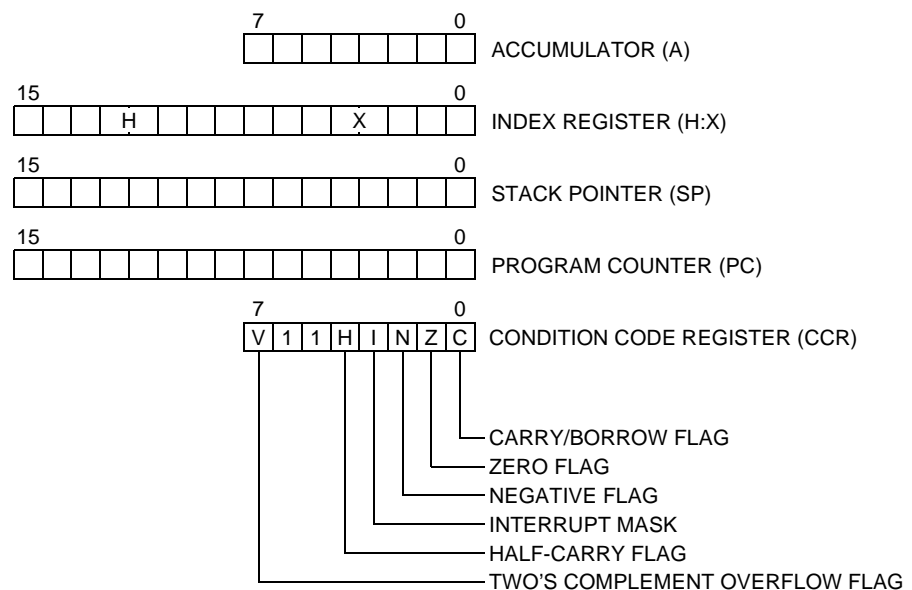 7 0
ACCUMULATOR (A)
15 0
H X INDEX REGISTER (H:X)
15 0
STACK POINTER (SP)
15 0
PROGRAM COUNTER (PC)
7 0
V 1 1 H I N Z C CONDITION CODE REGISTER (CCR)
CARRY/BORROW FLAG
ZERO FLAG
NEGATIVE FLAG
INTERRUPT MASK
HALF-CARRY FLAG
TWO'S COMPLEMENT OVERFLOW FLAG